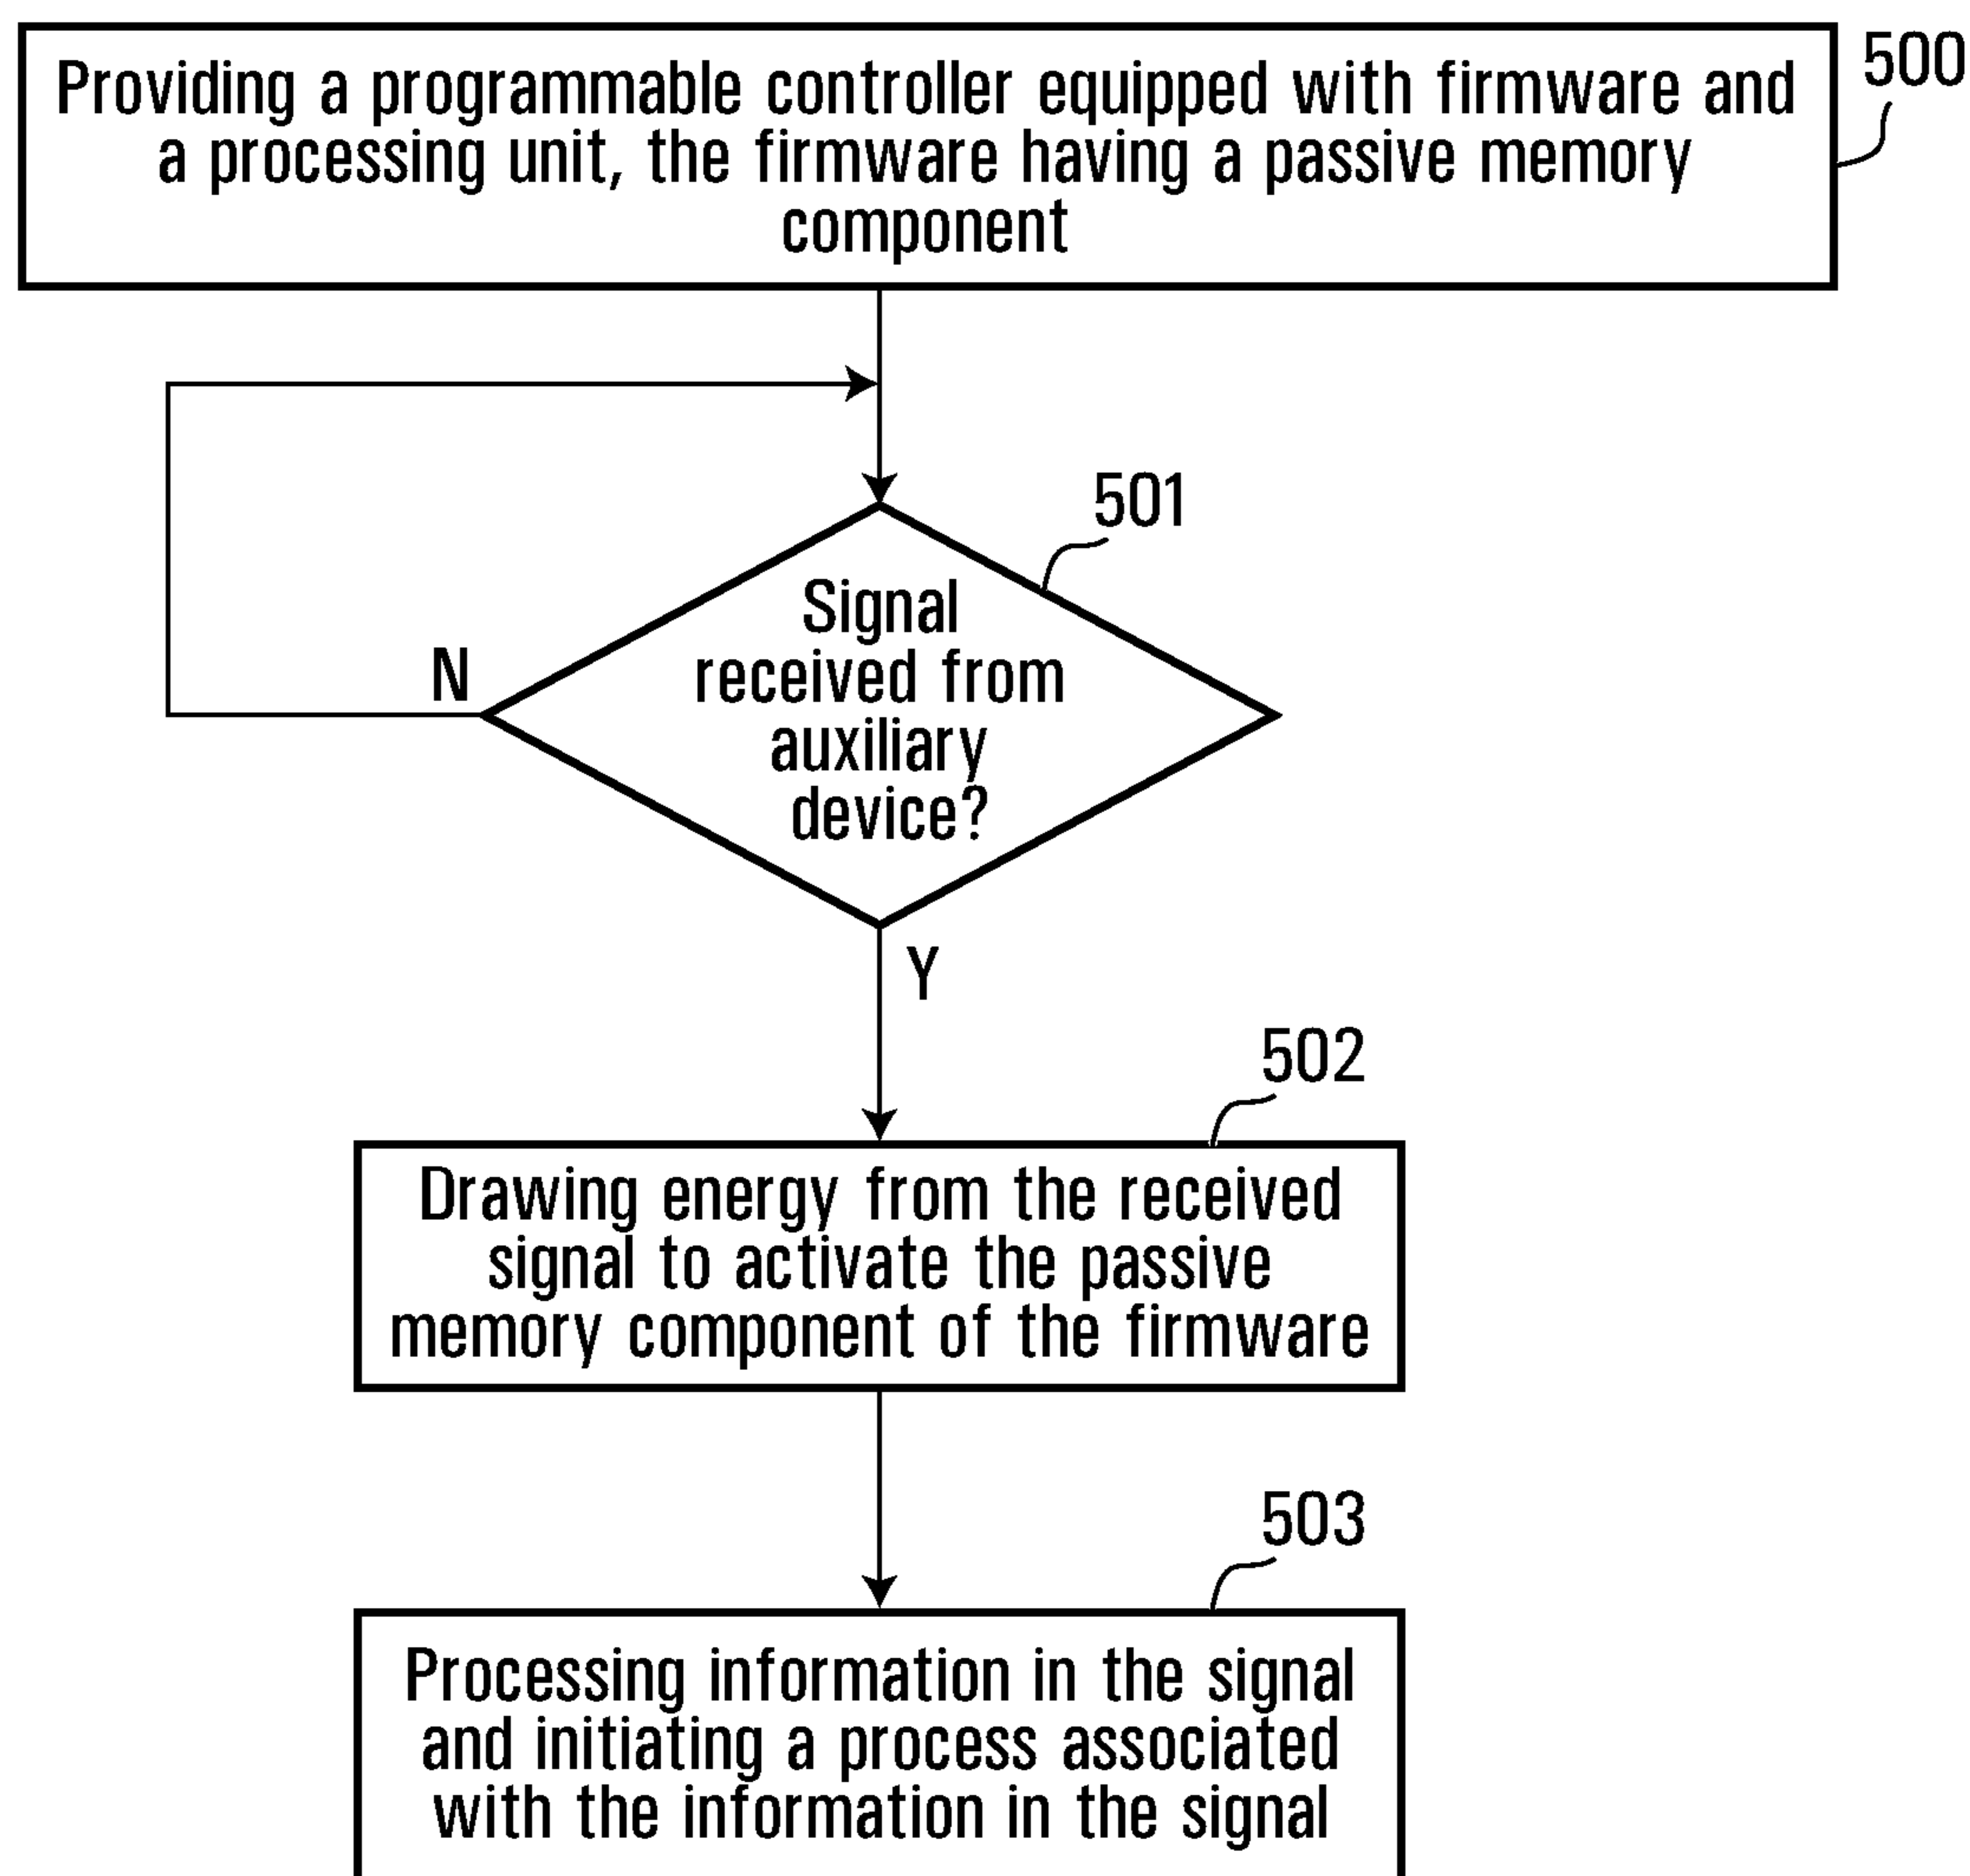 Providing a programmable controller equipped with firmware and
a processing unit, the firmware having a passive memory
component
500
501
Signal
received from
auxiliary
device?
N
Y
502
Drawing energy from the received
signal to activate the passive
memory component of the firmware
503
Processing information in the signal
and initiating a process associated
with the information in the signal